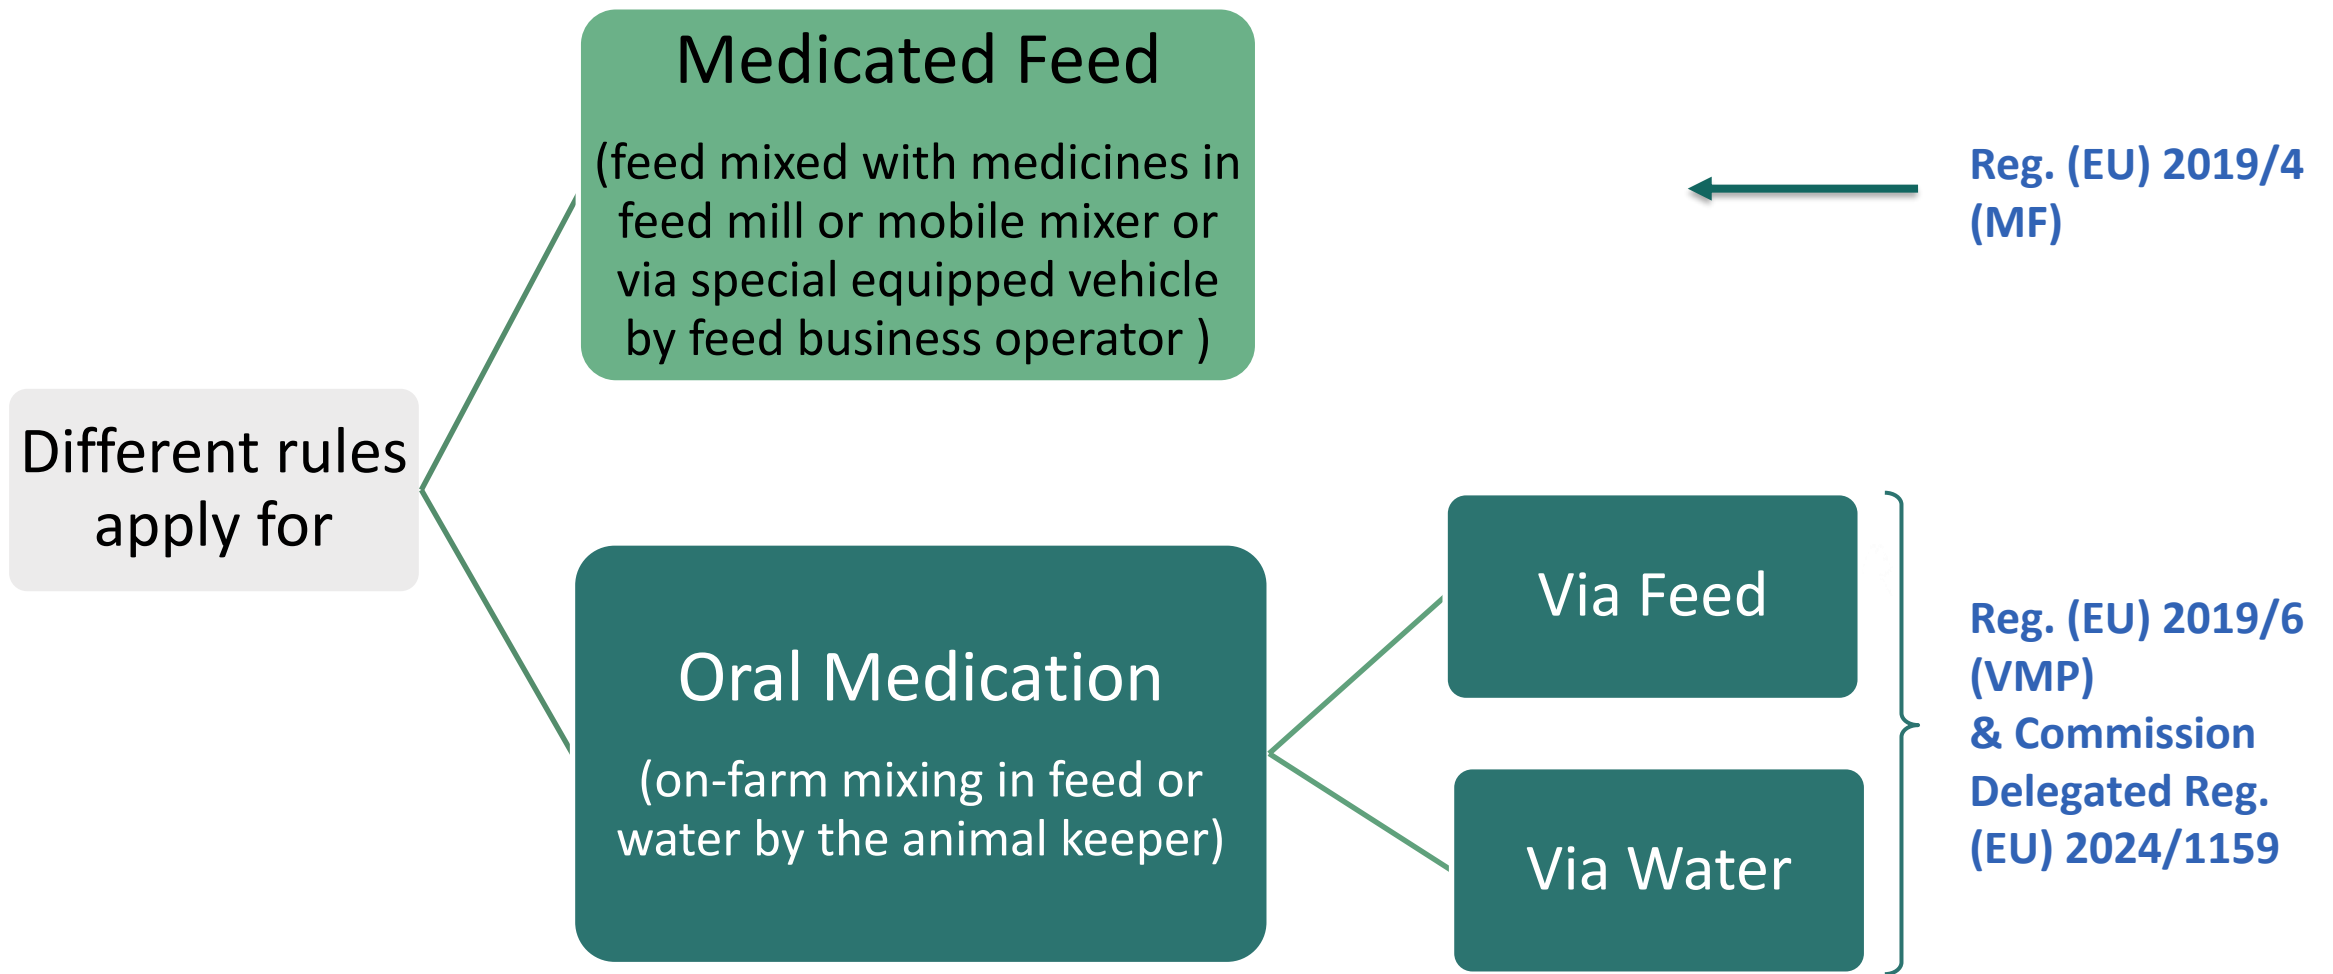 Medicated Feed
(feed mixed with medicines in
feed mill or mobile mixer or
via special equipped vehicle
by feed business operator )
Reg. (EU) 2019/4
(MF)
Different rules
apply for
Oral Medication
(on-farm mixing in feed or
water by the animal keeper)
Via Feed
Via Water
Reg. (EU) 2019/6
(VMP)
& Commission
Delegated Reg.
(EU) 2024/1159